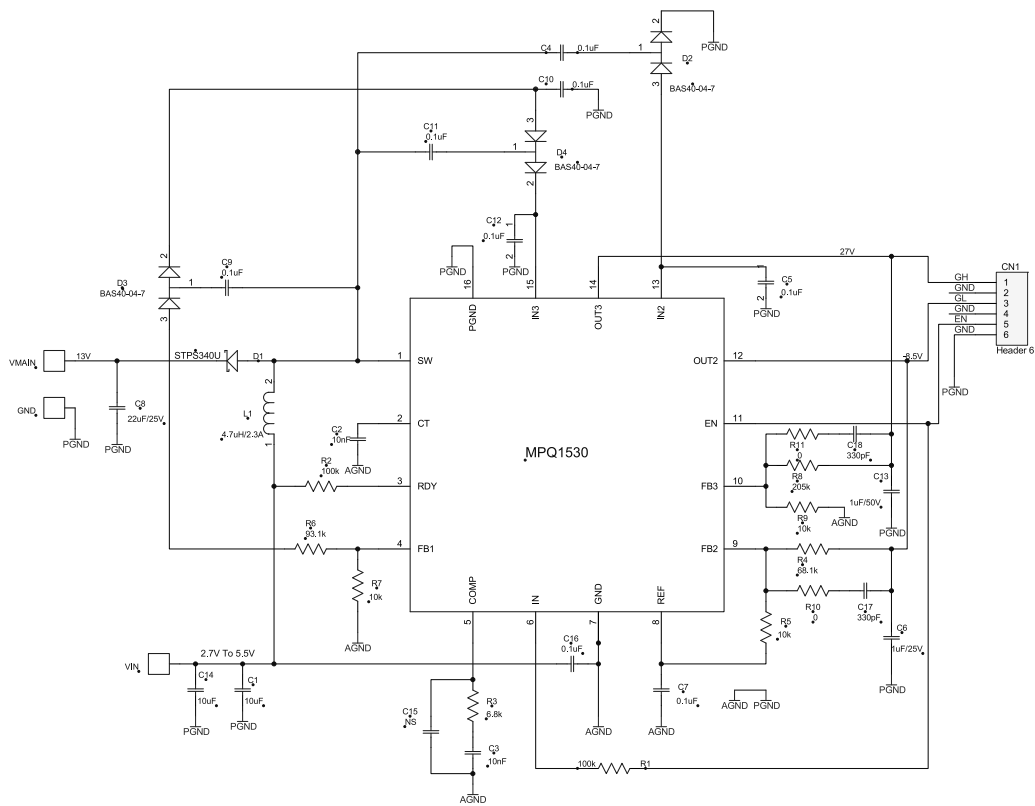 2
PGND
C4
0.1uF
1
D2
3
BAS40-04-7
C10
0.1uF
PGND
3
C11
0.1uF
1
D4
BAS40-04-7
2
C12
1
0.1uF
2
PGND
PGND
27V
CN1
GH
1
GND
2
GL
3
GND
4
EN
5
GND
6
Header 6
PGND
2
C9
0.1uF
D3
1
BAS40-04-7
3
16
15
14
13
PGND
IN3
OUT3
IN2
1
C5
0.1uF
2
PGND
VMAIN
13V
STPS340U
D1
1
SW
OUT2
12
-8.5V
GND
PGND
C8
22uF/25V
PGND
2
L1
4.7uH/2.3A
1
C2
10nF
AGND
2
CT
EN
11
MPQ1530
R11
0
C18
330pF
R2
100k
3
RDY
FB3
10
R8
205k
C13
1uF/50V
PGND
R9
10k
AGND
R6
93.1k
4
FB1
FB2
9
R4
68.1k
R7
10k
AGND
R10
0
C17
330pF
R5
10k
C6
1uF/25V
PGND
COMP
IN
GND
REF
5
6
7
8
C16
0.1uF
VIN
2.7V To 5.5V
C14
10uF
PGND
C1
10uF
PGND
C15
NS
R3
6.8k
C3
10nF
AGND
AGND
C7
0.1uF
AGND
AGND
PGND
100k
R1